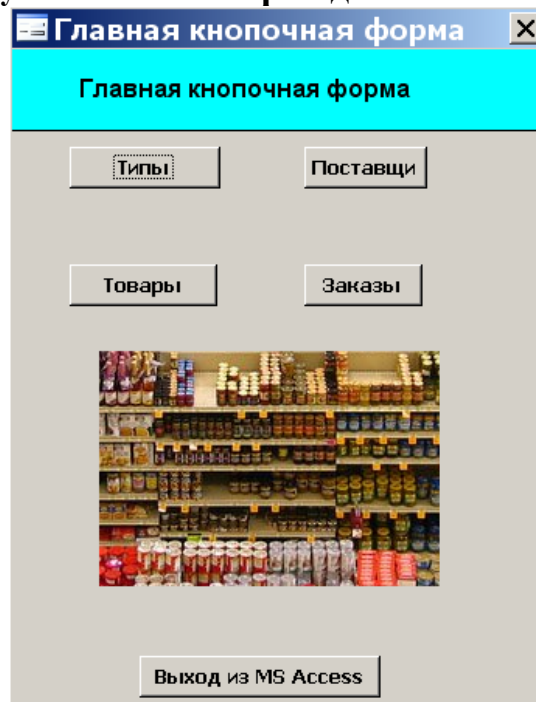 Главная кнопочная форма
Главная кнопочная форма
Типы Поставщи
Товары Заказы
Выход из MS Access